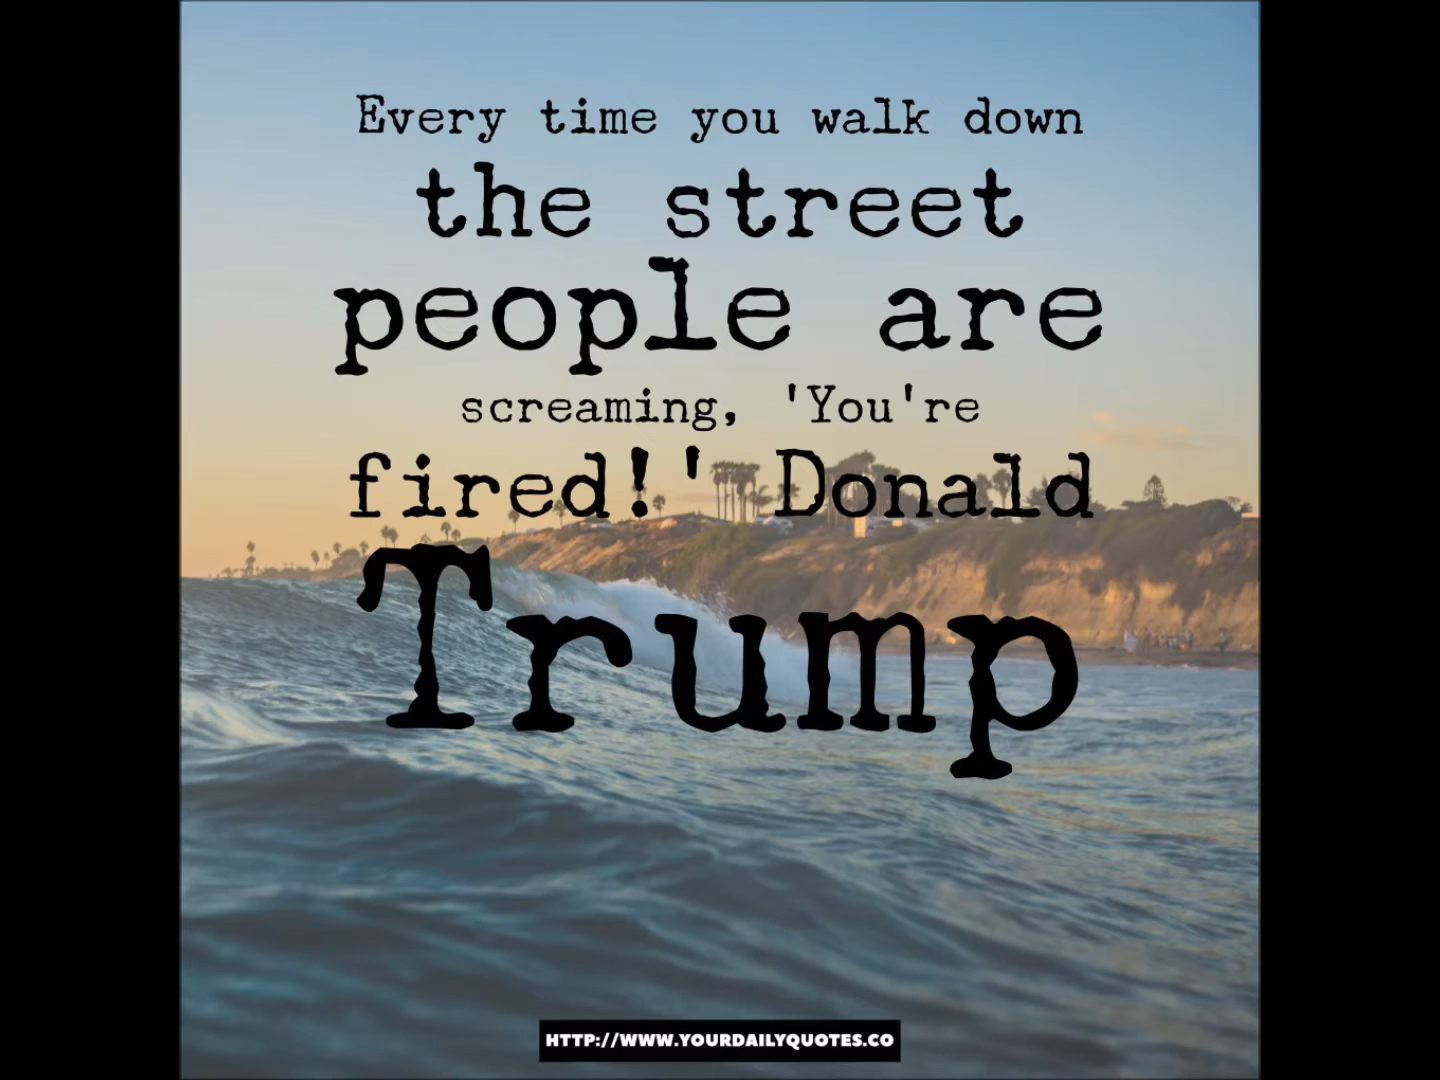 Every time you walk down
the street
people are
screaming, 'You're
fired!' Donald
Trump
HTTP://WWW.YOURDAILYQUOTES.CO